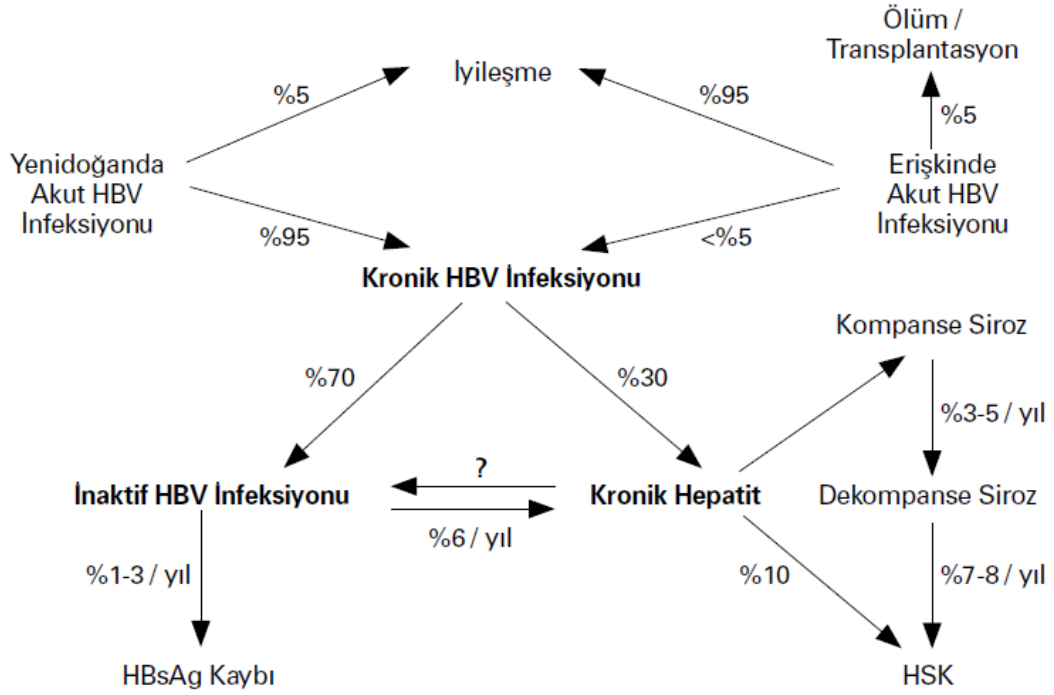 Ölüm /
Transplantasyon
İyileşme
%5
%95
%5
Yenidoğanda
Akut HBV
İnfeksiyonu
Erişkinde
Akut HBV
İnfeksiyonu
%95
<%5
Kronik HBV İnfeksiyonu
Kompanse Siroz
%70
%30
%3-5 / yıl
?
İnaktif HBV İnfeksiyonu
Kronik Hepatit
Dekompanse Siroz
%6 / yıl
%1-3 / yıl
%10
%7-8 / yıl
HBsAg Kaybı
HSK